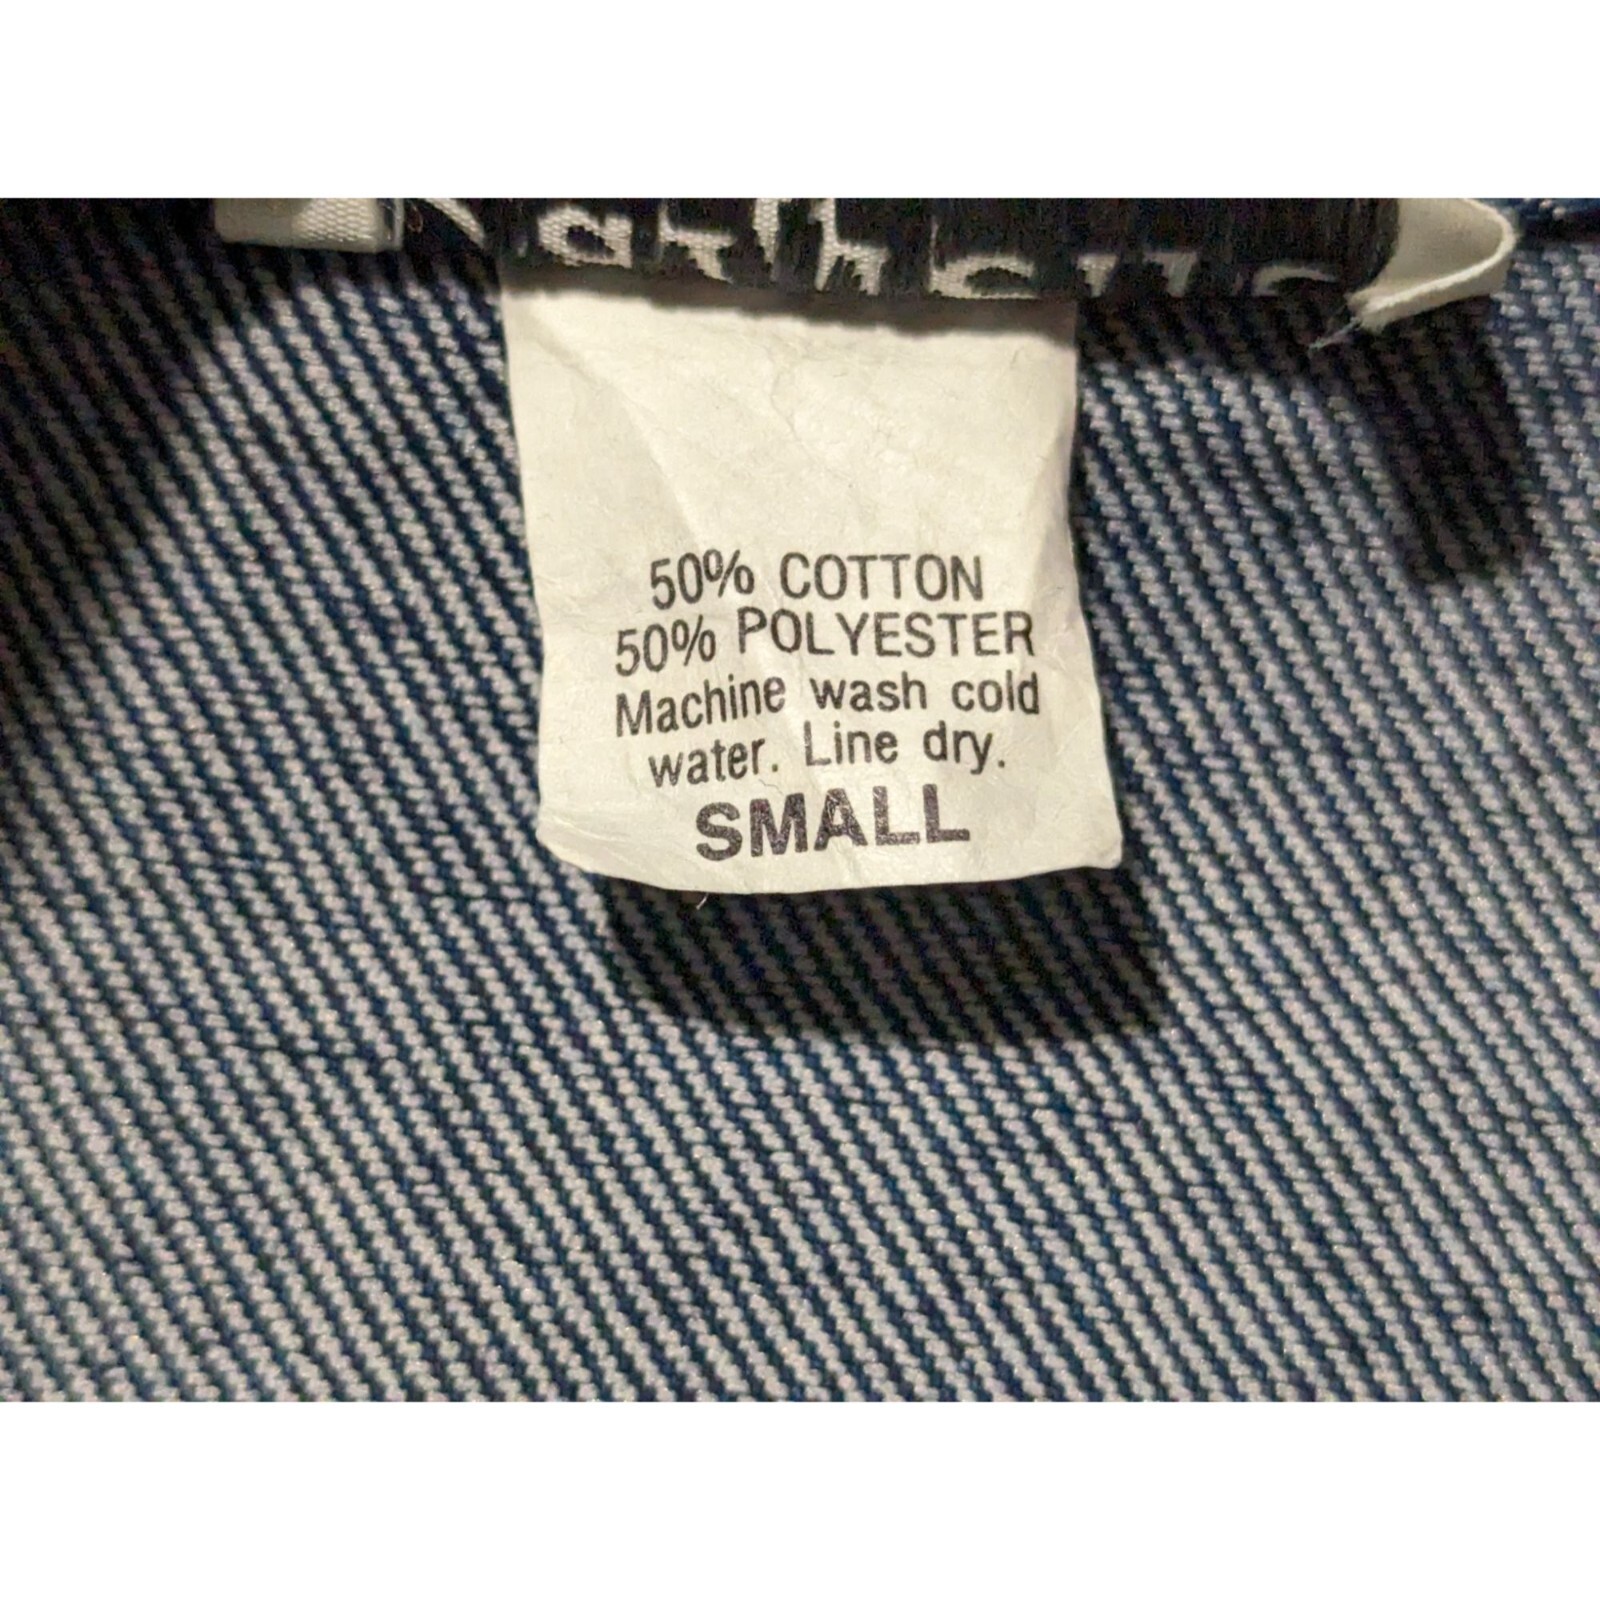 50% COTTON
50% POLYESTER
Machine wash cold
water. Line dry.
SMALL